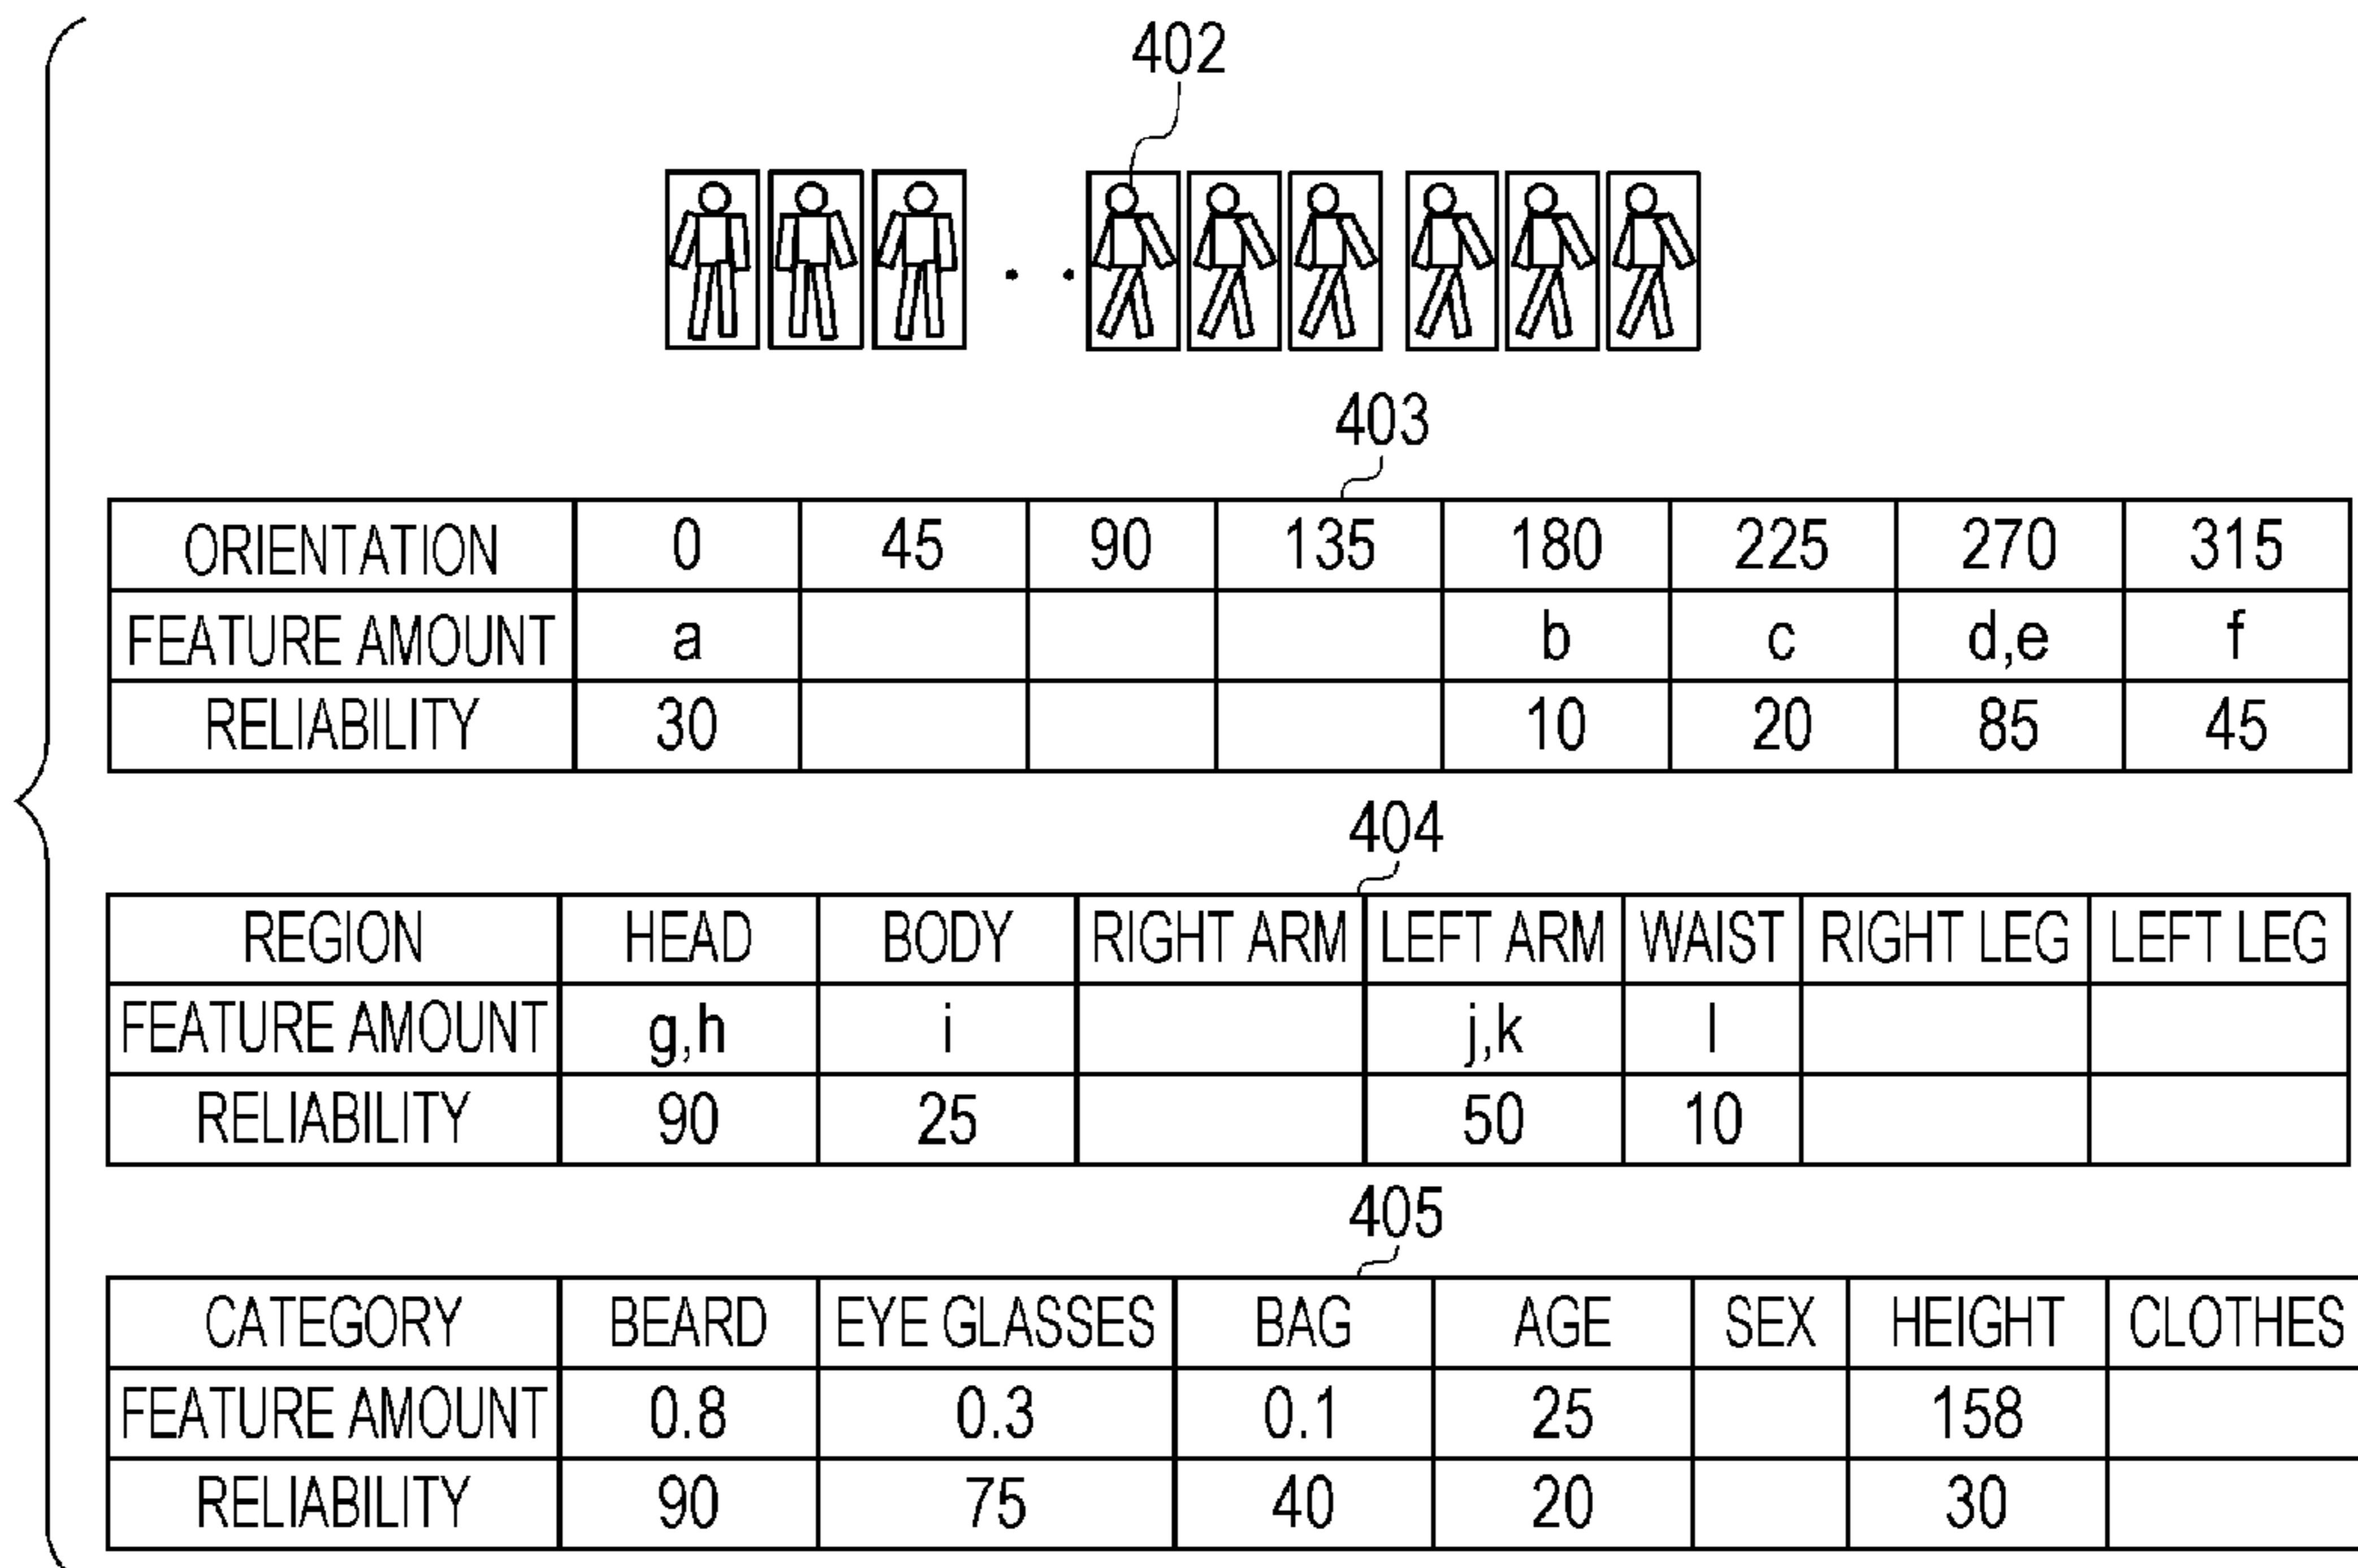 402
403
ORIENTATION 0 45 90 135 180 225 270 315
FEATURE AMOUNT a b c d,e f
RELIABILITY 30 10 20 85 45
404
REGION HEAD BODY RIGHT ARM LEFT ARM WAIST RIGHT LEG LEFT LEG
FEATURE AMOUNT g,h i j,k l
RELIABILITY 90 25 50 10
405
CATEGORY BEARD EYE GLASSES BAG AGE SEX HEIGHT CLOTHES
FEATURE AMOUNT 0.8 0.3 0.1 25 158
RELIABILITY 90 75 40 20 30